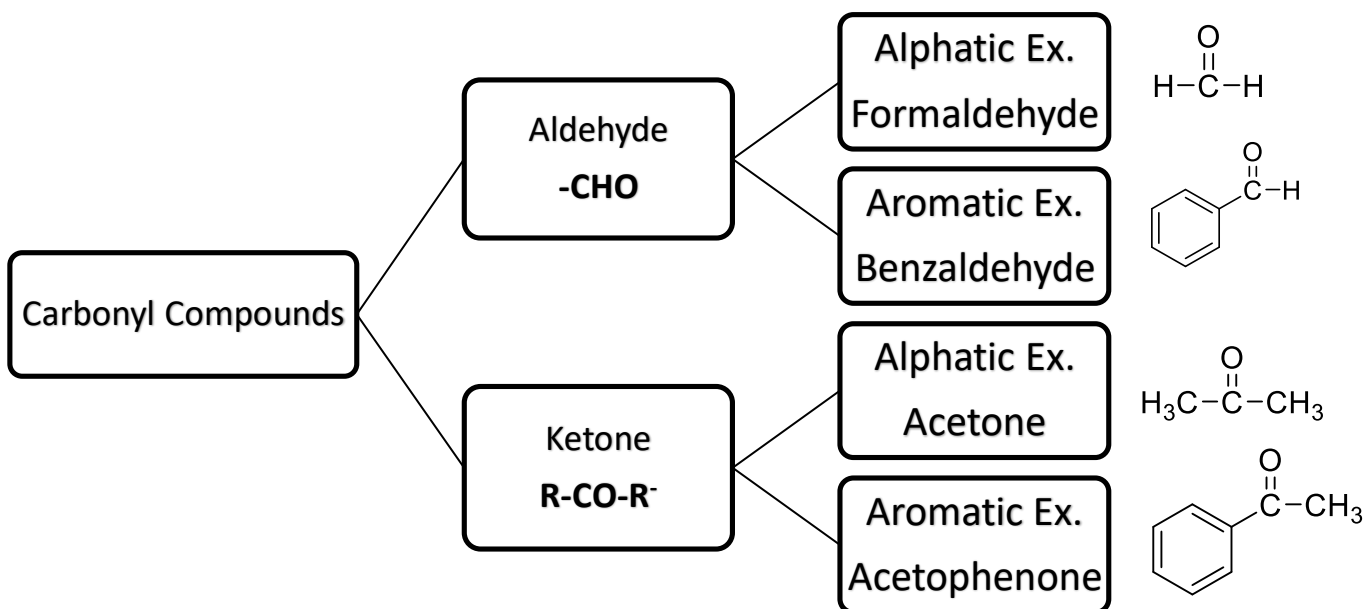 Carbonyl Compounds
Aldehyde
-CHO
Ketone
R-CO-R⁻
Alphatic Ex.
Formaldehyde
Aromatic Ex.
Benzaldehyde
Alphatic Ex.
Acetone
Aromatic Ex.
Acetophenone
O
H–C–H
O
C–H
O
H₃C–C–CH₃
O
C–CH₃